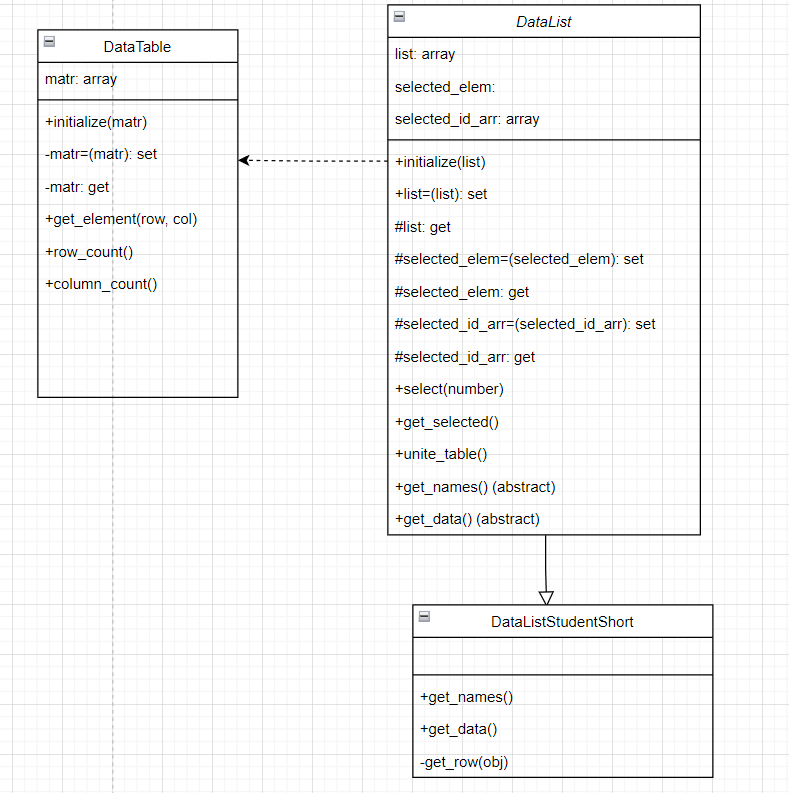 DataTable
matr: array
+initialize(matr)
-matr=(matr): set
-matr: get
+get_element(row, col)
+row_count()
+column_count()
DataList
list: array
selected_elem:
selected_id_arr: array
+initialize(list)
+list=(list): set
#list: get
#selected_elem=(selected_elem): set
#selected_elem: get
#selected_id_arr=(selected_id_arr): set
#selected_id_arr: get
+select(number)
+get_selected()
+unite_table()
+get_names() (abstract)
+get_data() (abstract)
DataListStudentShort
+get_names()
+get_data()
-get_row(obj)